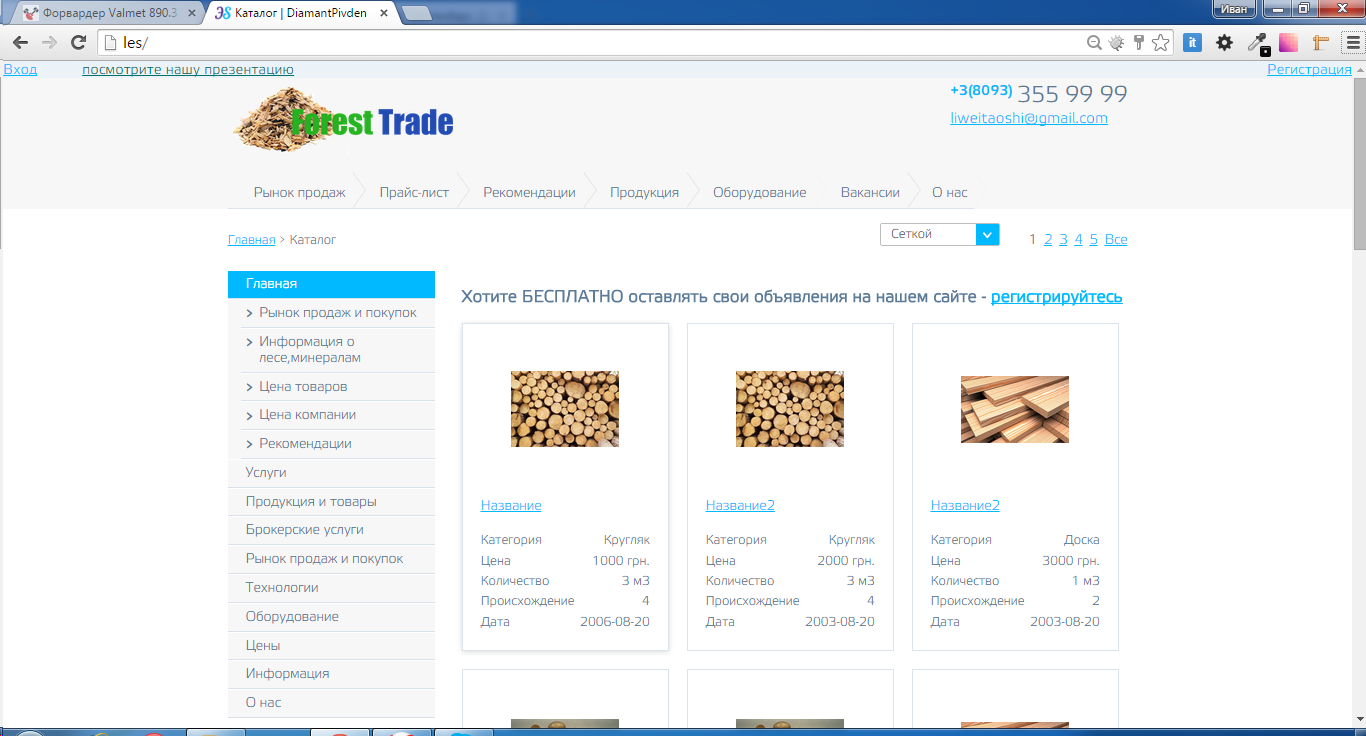 Форвардер Valmet 890.3
Каталог | DiamantPivden
Иван
les/
Вход посмотрите нашу презентацию Регистрация
Forest Trade
+3(8093) 355 99 99
liweitaoshi@gmail.com
Рынок продаж Прайс-лист Рекомендации Продукция Оборудование Вакансии О нас
Главная > Каталог
Сеткой
1 2 3 4 5 Все
Главная
Рынок продаж и покупок
Информация о
лесе,минералам
Цена товаров
Цена компании
Рекомендации
Услуги
Продукция и товары
Брокерские услуги
Рынок продаж и покупок
Технологии
Оборудование
Цены
Информация
О нас
Хотите БЕСПЛАТНО оставлять свои объявления на нашем сайте - регистрируйтесь
Название
Категория Кругляк
Цена 1000 грн.
Количество 3 м3
Происхождение 4
Дата 2006-08-20
Название2
Категория Кругляк
Цена 2000 грн.
Количество 3 м3
Происхождение 4
Дата 2003-08-20
Название2
Категория Доска
Цена 3000 грн.
Количество 1 м3
Происхождение 2
Дата 2003-08-20